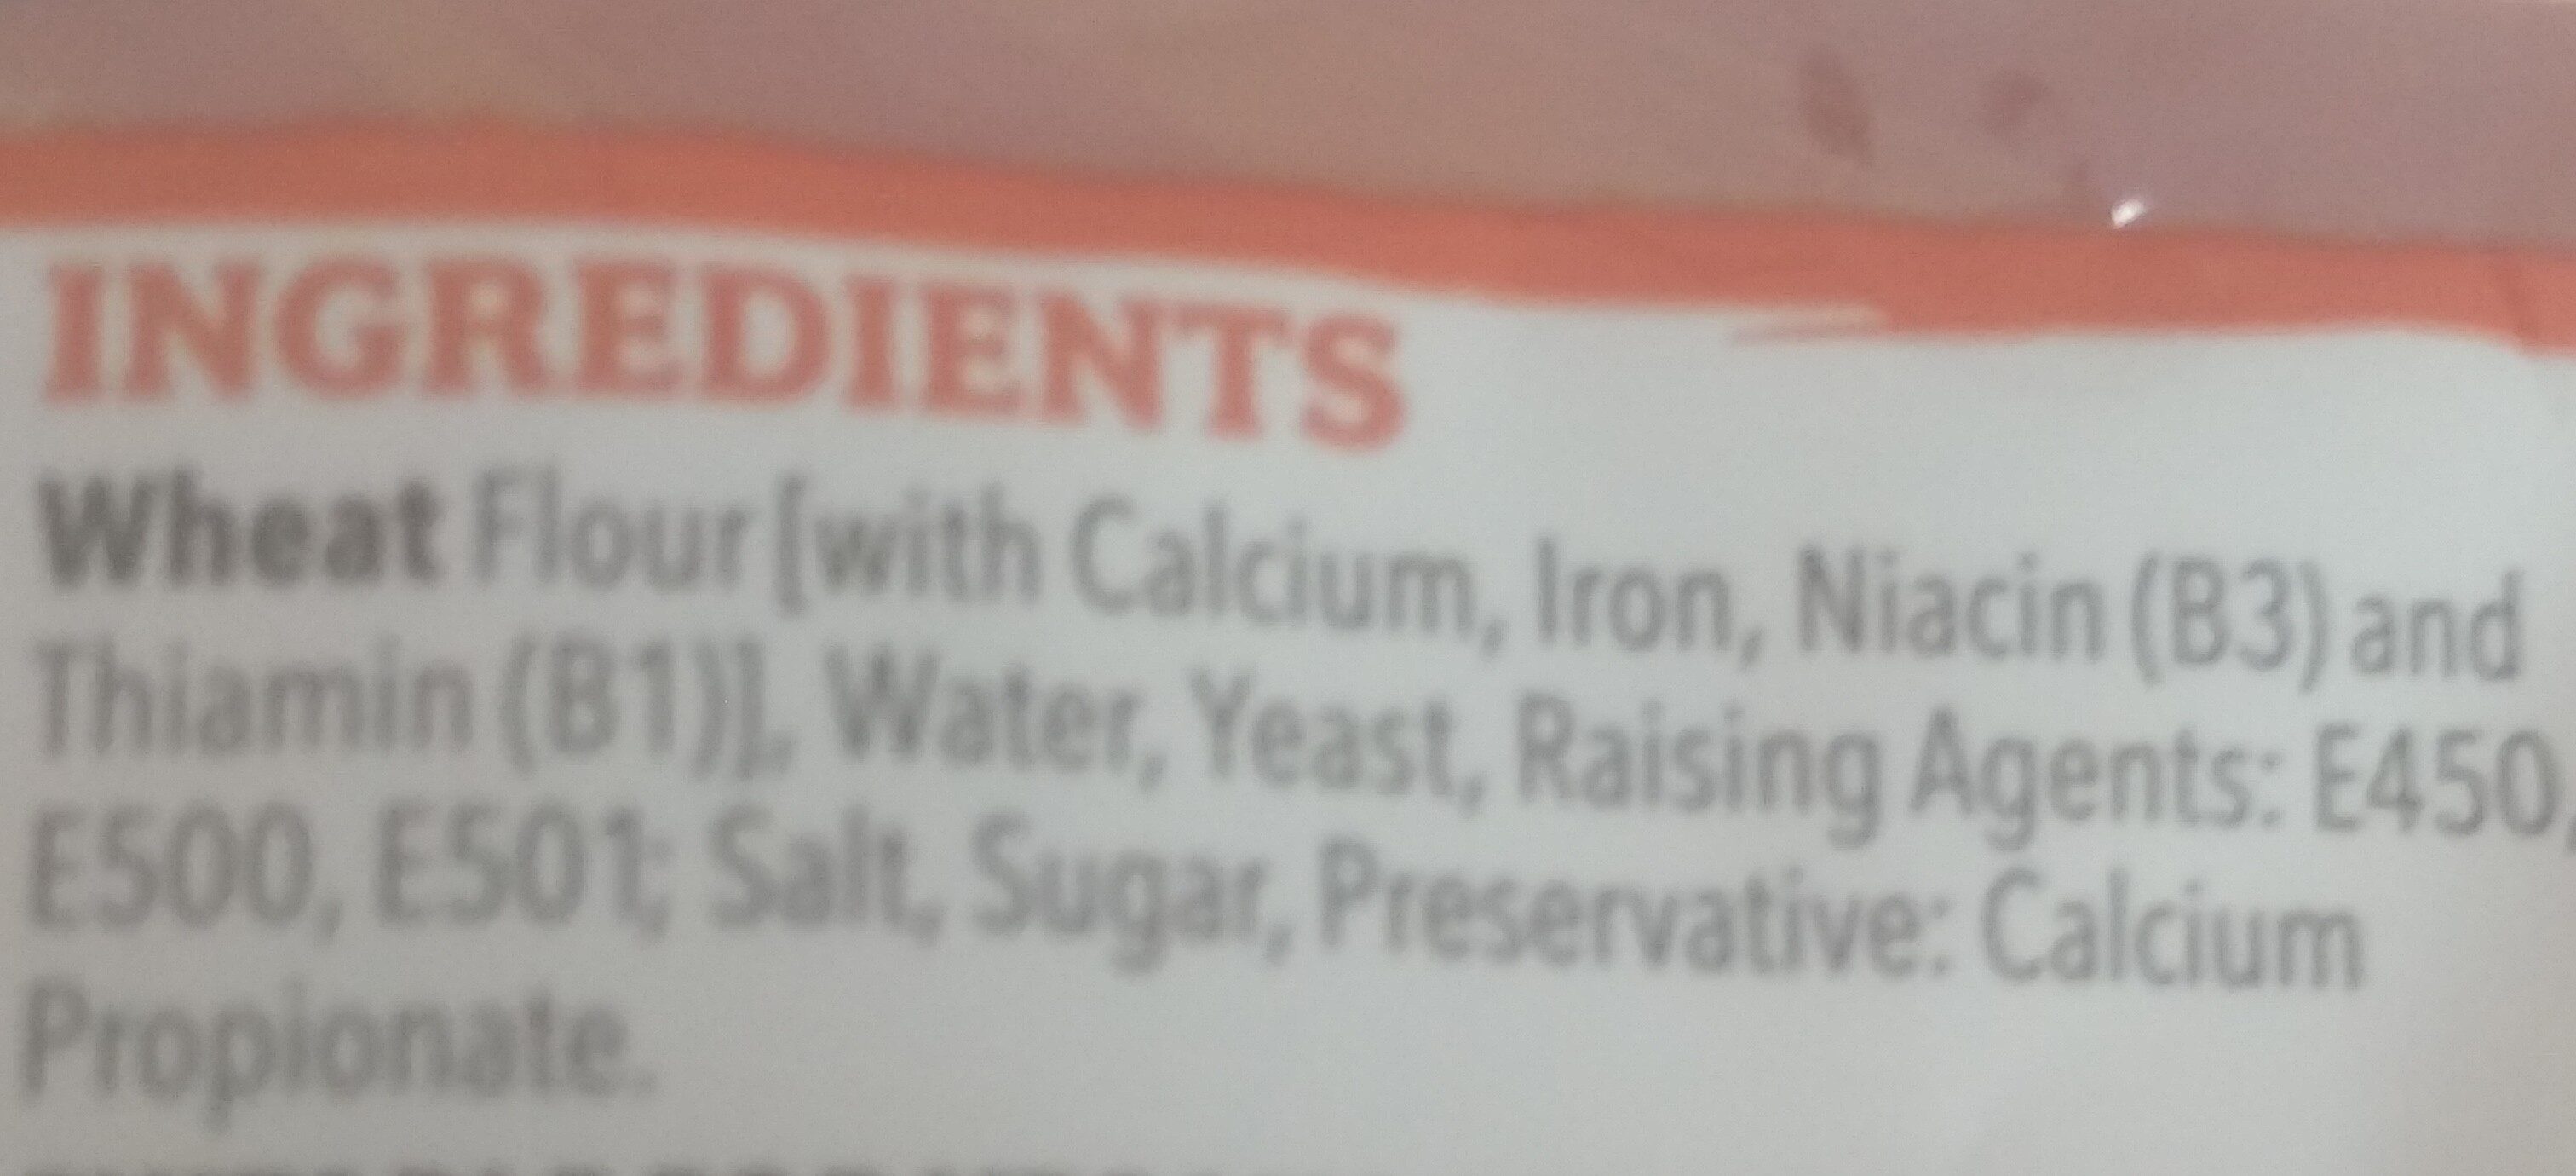 INGREDIENTS
Wheat Flour [with Calcium, Iron, Niacin (B3) and
Thiamin (B1)], Water, Yeast, Raising Agents: E450,
E500, E501; Salt, Sugar, Preservative: Calcium
Propionate.